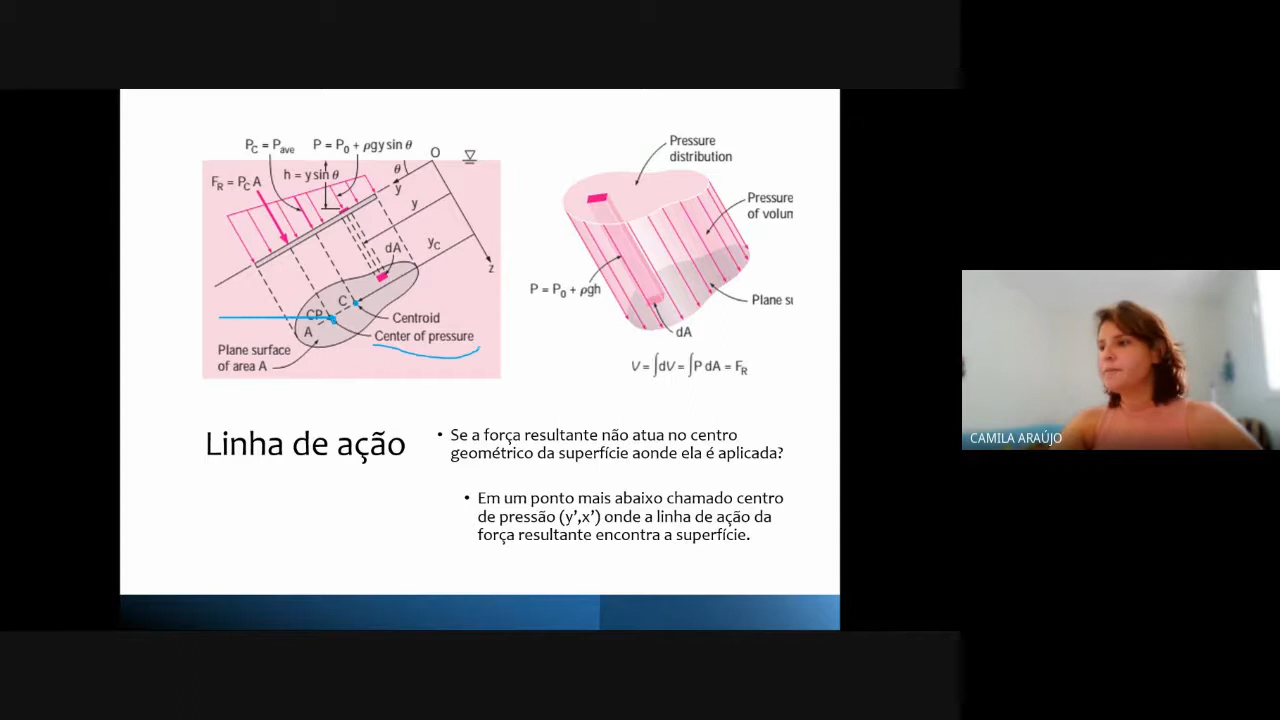 P_C = P_ave
P = P_0 + ρgy sin θ
O
F_R = P_C A
h = y sin θ
θ
y
y
y_C
z
dA
C
CP
A
Centroid
Center of pressure
Plane surface
of area A
Pressure
distribution
Pressure
of volum
P = P_0 + ρgh
Plane su
dA
V = ∫dV = ∫P dA = F_R
Linha de ação
• Se a força resultante não atua no centro
geométrico da superfície aonde ela é aplicada?
• Em um ponto mais abaixo chamado centro
de pressão (y’,x’) onde a linha de ação da
força resultante encontra a superfície.
CAMILA ARAÚJO